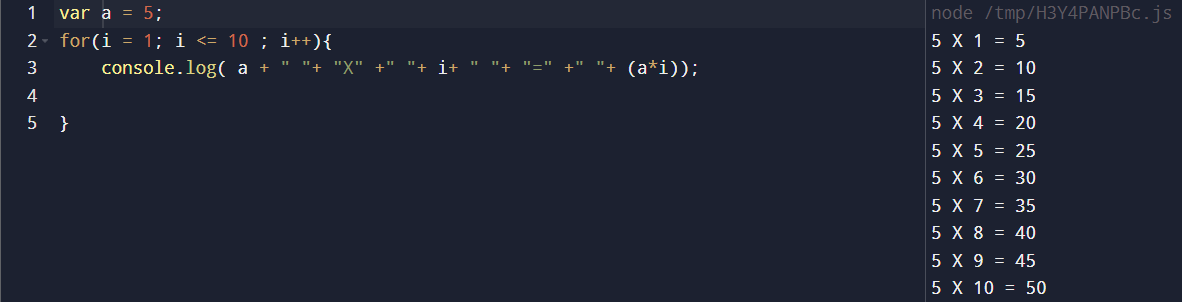 1 var a = 5;
2 for(i = 1; i <= 10 ; i++){
3     console.log( a + " "+ "X" +" "+ i+ " "+ "=" +" "+ (a*i));
4
5 }
node /tmp/H3Y4PANPBc.js
5 X 1 = 5
5 X 2 = 10
5 X 3 = 15
5 X 4 = 20
5 X 5 = 25
5 X 6 = 30
5 X 7 = 35
5 X 8 = 40
5 X 9 = 45
5 X 10 = 50